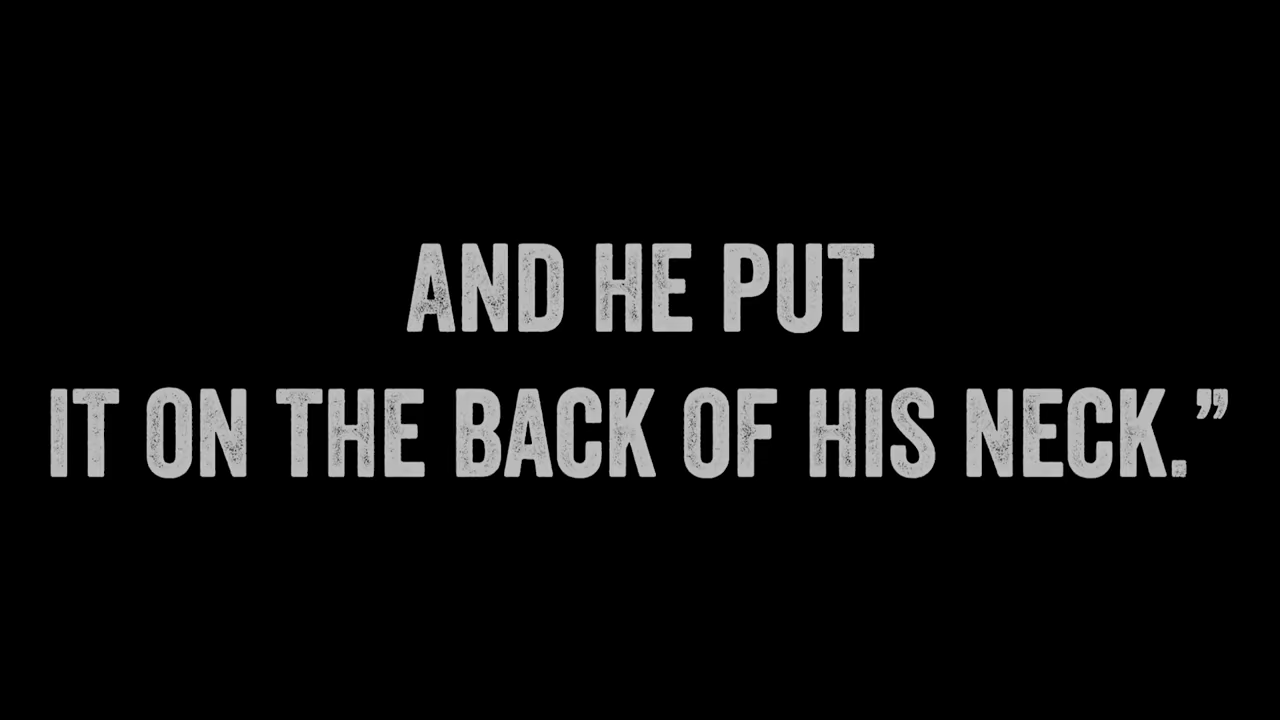 AND HE PUT
IT ON THE BACK OF HIS NECK.”